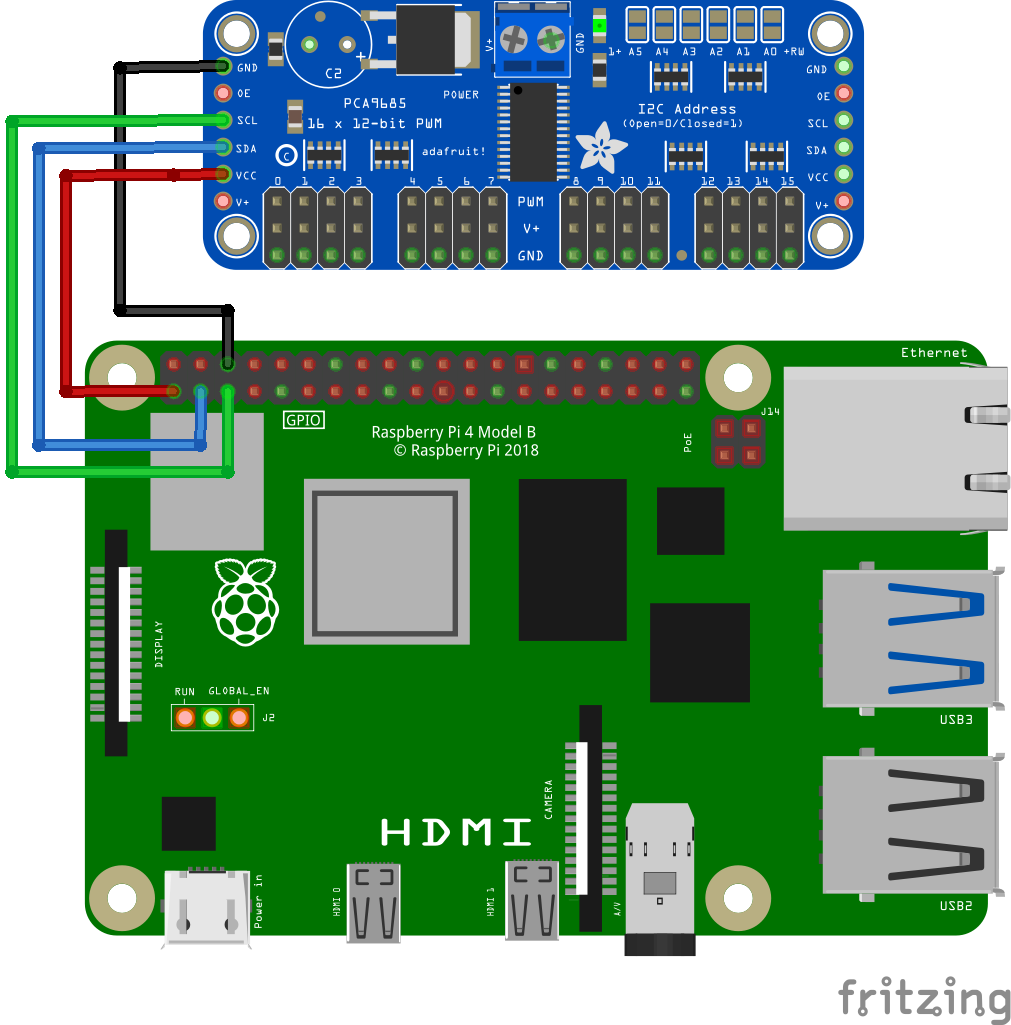 C2
V+
GND
1+ A5 A4 A3 A2 A1 A0 +RW
GND
OE
SCL
SDA
VCC
V+
+
POWER
PCA9685
16 x 12-bit PWM
adafruit!
C
I2C Address
(Open=0/Closed=1)
GND
OE
SCL
SDA
VCC
V+
0 1 2 3 4 5 6 7 8 9 10 11 12 13 14 15
PWM
V+
GND
Ethernet
J14
PoE
GPIO
Raspberry Pi 4 Model B
© Raspberry Pi 2018
DISPLAY
RUN GLOBAL_EN
J2
USB3
CAMERA
HDMI
Power in
HDMI 0
HDMI 1
A/V
USB2
fritzing